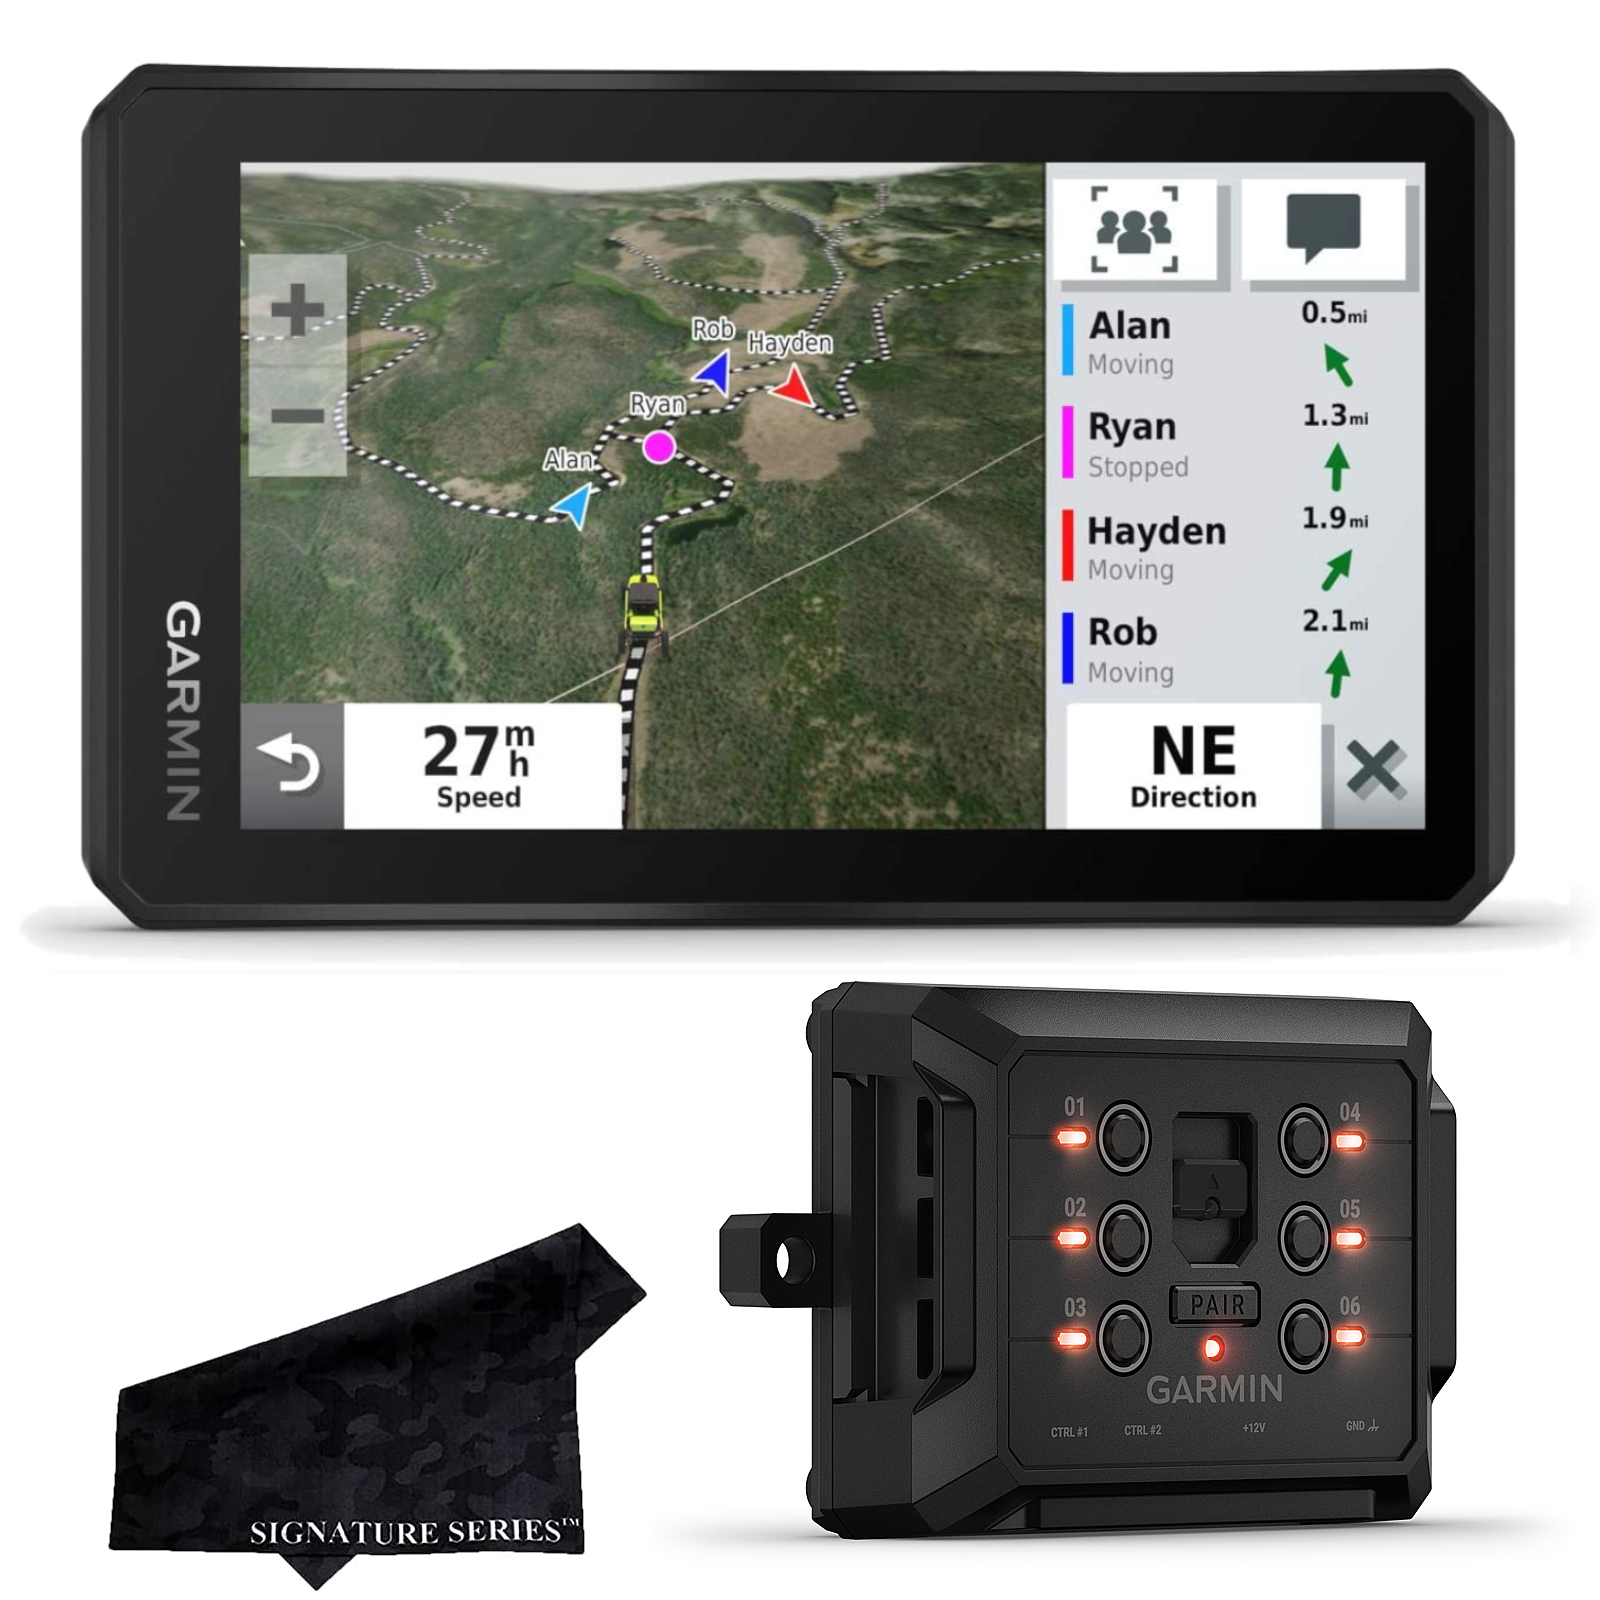 GARMIN
Rob
Hayden
Ryan
Alan
27 mh
Speed
Alan
Moving
0.5mi
Ryan
Stopped
1.3mi
Hayden
Moving
1.9mi
Rob
Moving
2.1mi
NE
Direction
01
04
02
05
03
PAIR
06
GARMIN
CTRL #1 CTRL #2 +12V GND
SIGNATURE SERIES™